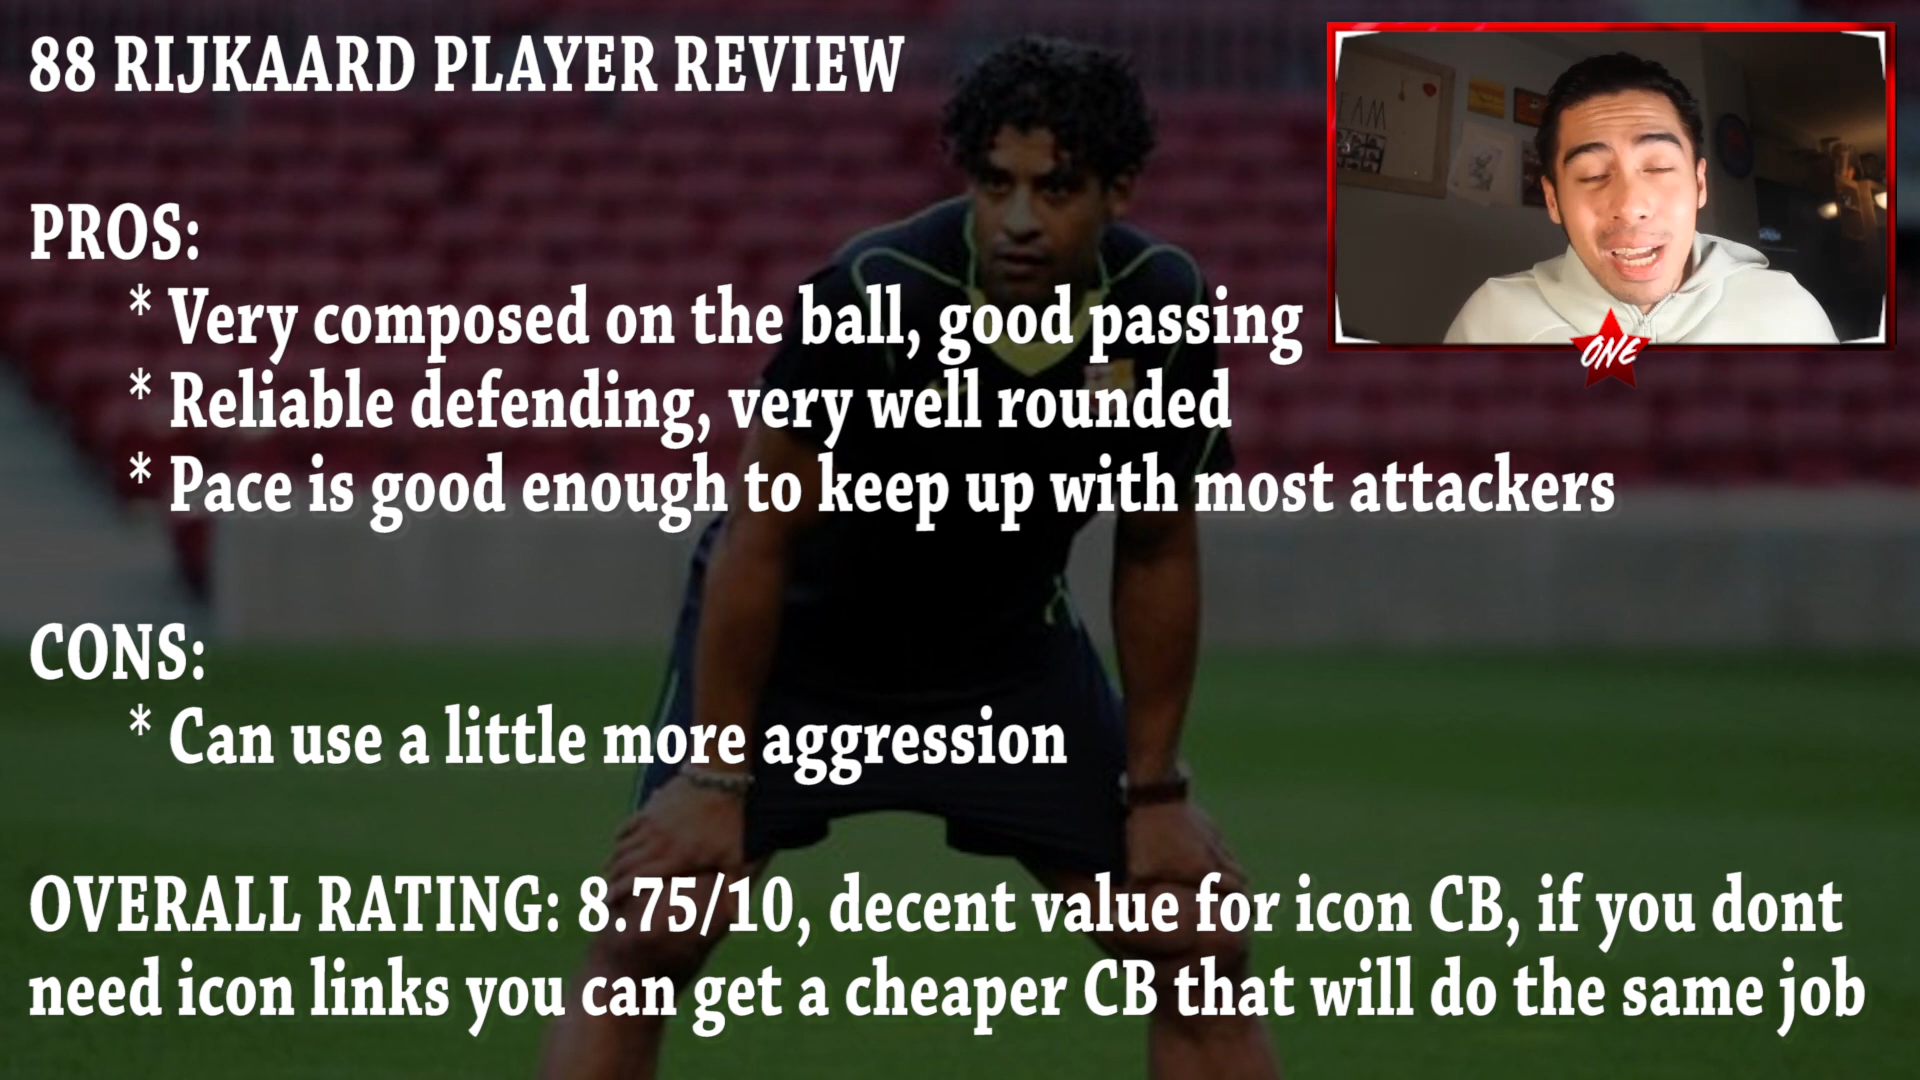 88 RIJKAARD PLAYER REVIEW
PROS:
* Very composed on the ball, good passing
* Reliable defending, very well rounded
* Pace is good enough to keep up with most attackers
CONS:
* Can use a little more aggression
OVERALL RATING: 8.75/10, decent value for icon CB, if you dont
need icon links you can get a cheaper CB that will do the same job
ONE